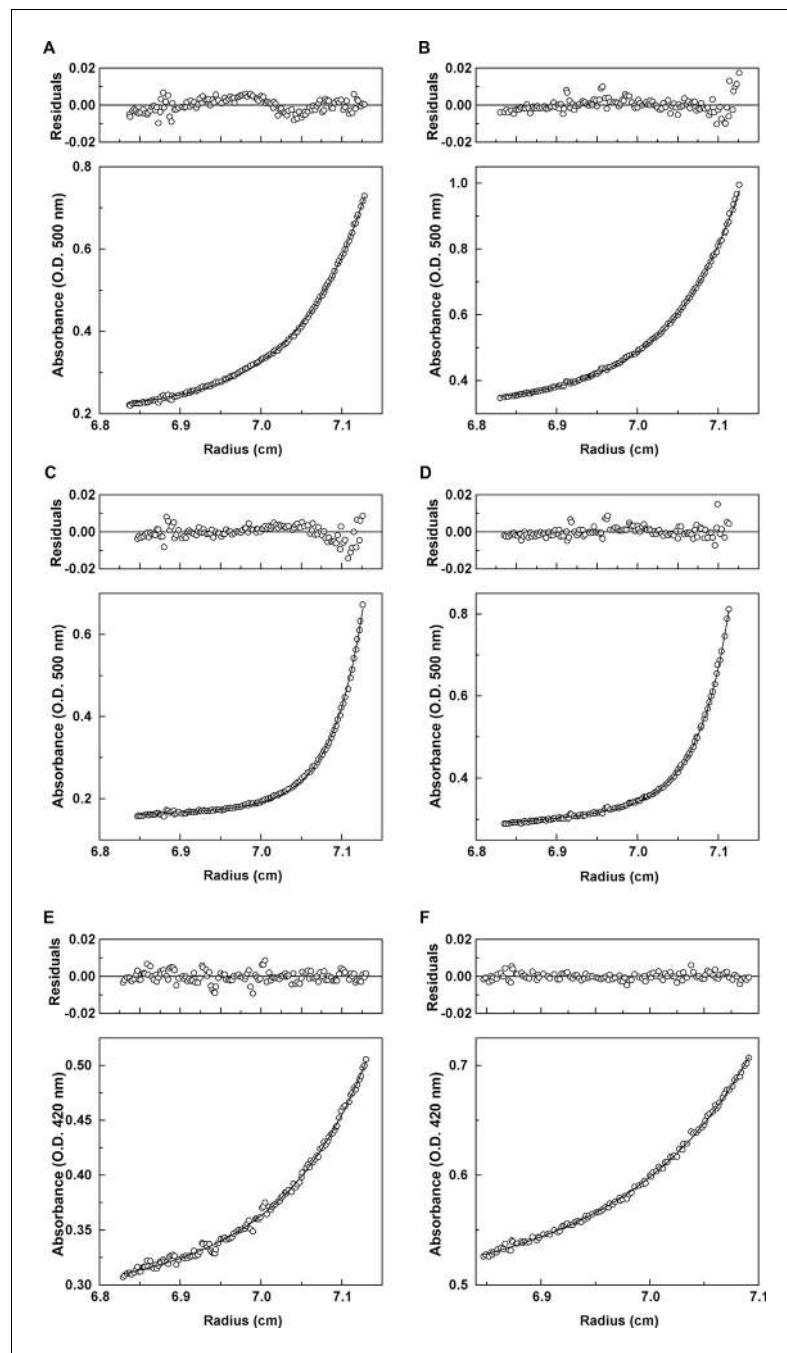 A
B
Residuals
0.02
0.00
-0.02
Residuals
0.02
0.00
-0.02
Absorbance (O.D. 500 nm)
0.8
0.6
0.4
0.2
6.8 6.9 7.0 7.1
Radius (cm)
Absorbance (O.D. 500 nm)
1.0
0.8
0.6
0.4
6.8 6.9 7.0 7.1
Radius (cm)
C
D
Residuals
0.02
0.00
-0.02
Residuals
0.02
0.00
-0.02
Absorbance (O.D. 500 nm)
0.6
0.4
0.2
6.8 6.9 7.0 7.1
Radius (cm)
Absorbance (O.D. 500 nm)
0.8
0.6
0.4
6.8 6.9 7.0 7.1
Radius (cm)
E
F
Residuals
0.02
0.00
-0.02
Residuals
0.02
0.00
-0.02
Absorbance (O.D. 420 nm)
0.50
0.45
0.40
0.35
0.30
6.8 6.9 7.0 7.1
Radius (cm)
Absorbance (O.D. 420 nm)
0.7
0.6
0.5
6.9 7.0 7.1
Radius (cm)